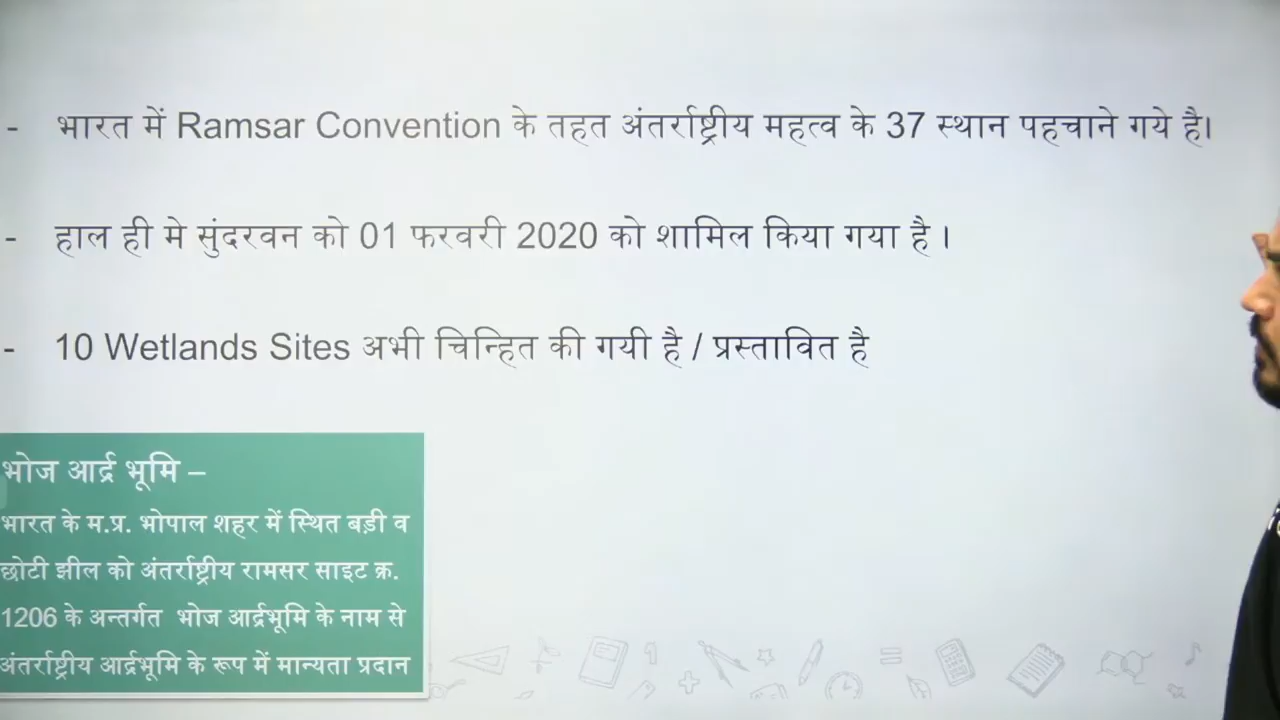 - भारत में Ramsar Convention के तहत अंतर्राष्ट्रीय महत्व के 37 स्थान पहचाने गये है।
- हाल ही मे सुंदरवन को 01 फरवरी 2020 को शामिल किया गया है ।
- 10 Wetlands Sites अभी चिन्हित की गयी है / प्रस्तावित है
भोज आर्द्र भूमि –
भारत के म.प्र. भोपाल शहर में स्थित बड़ी व
छोटी झील को अंतर्राष्ट्रीय रामसर साइट क्र.
1206 के अन्तर्गत भोज आर्द्रभूमि के नाम से
अंतर्राष्ट्रीय आर्द्रभूमि के रूप में मान्यता प्रदान